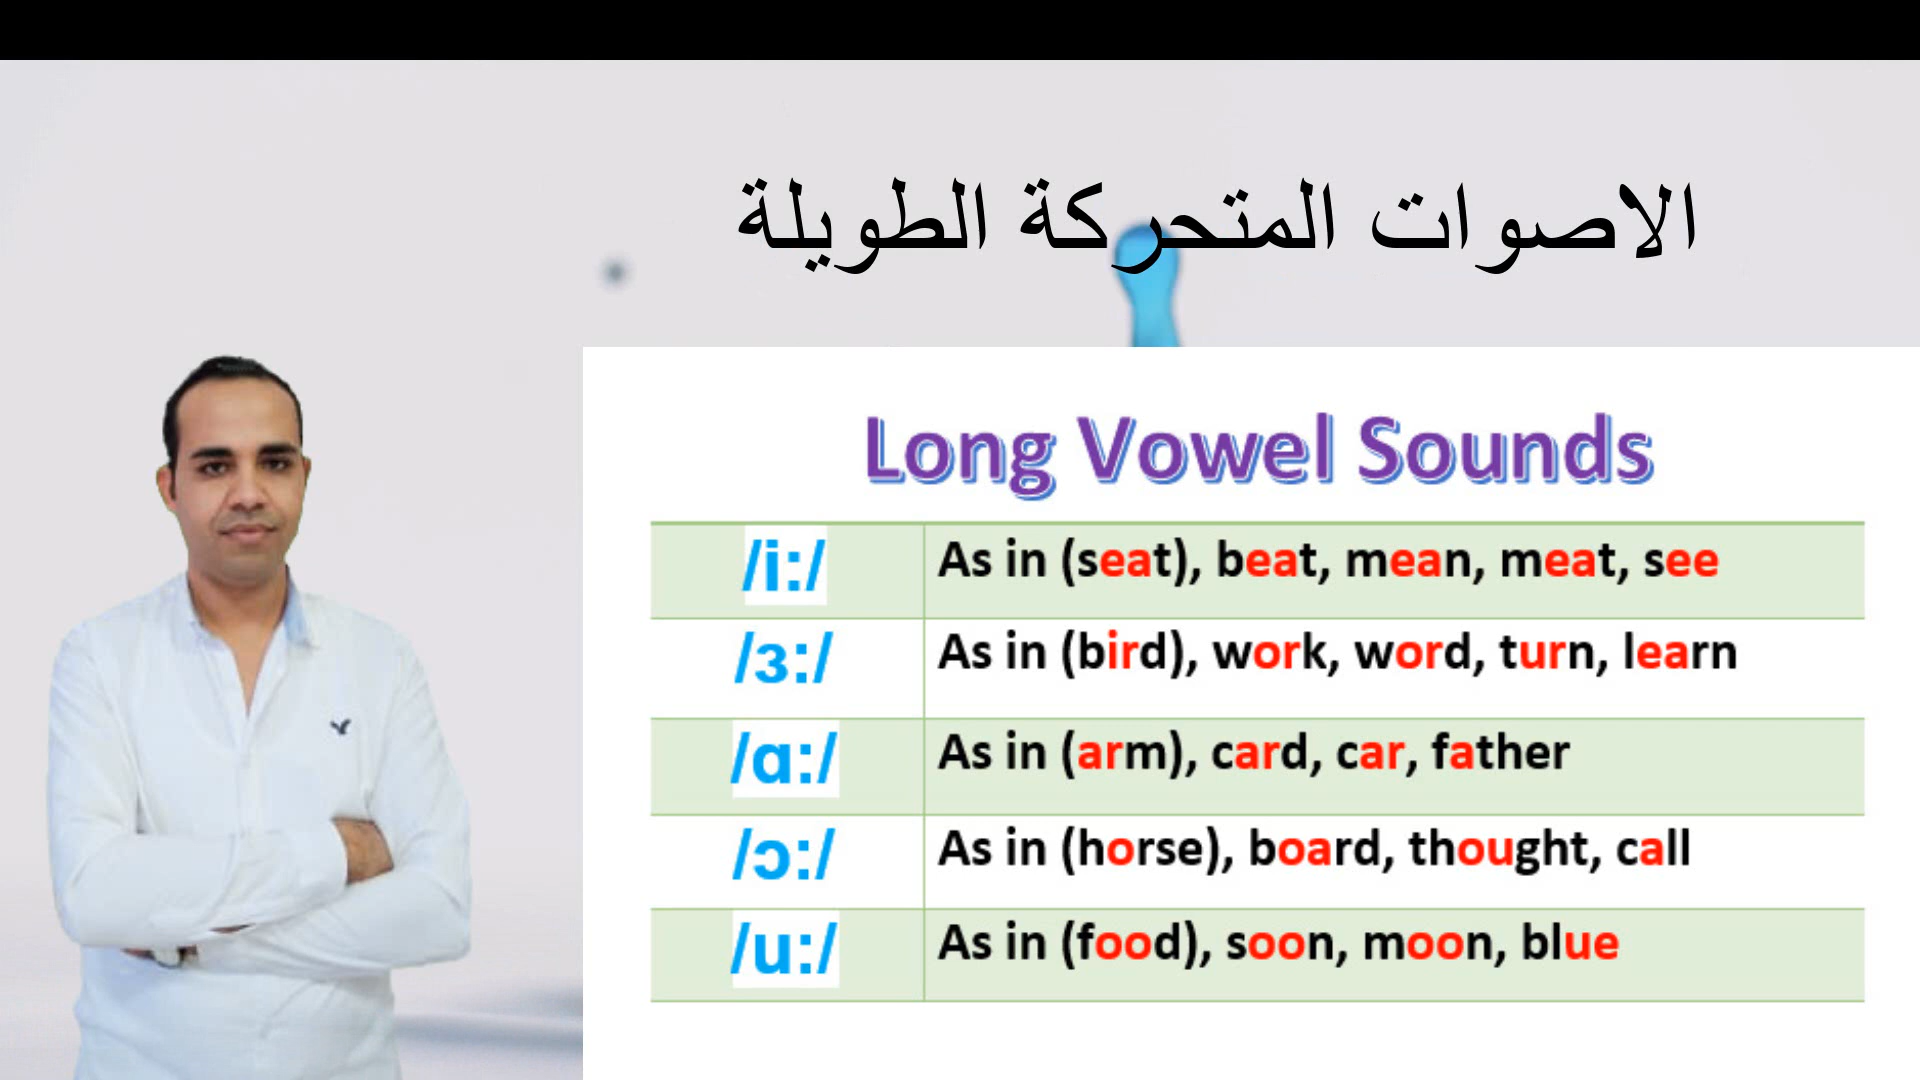 الاصوات المتحركة الطويلة
Long Vowel Sounds
/i:/ As in (seat), beat, mean, meat, see
/ɜ:/ As in (bird), work, word, turn, learn
/ɑ:/ As in (arm), card, car, father
/ɔ:/ As in (horse), board, thought, call
/u:/ As in (food), soon, moon, blue